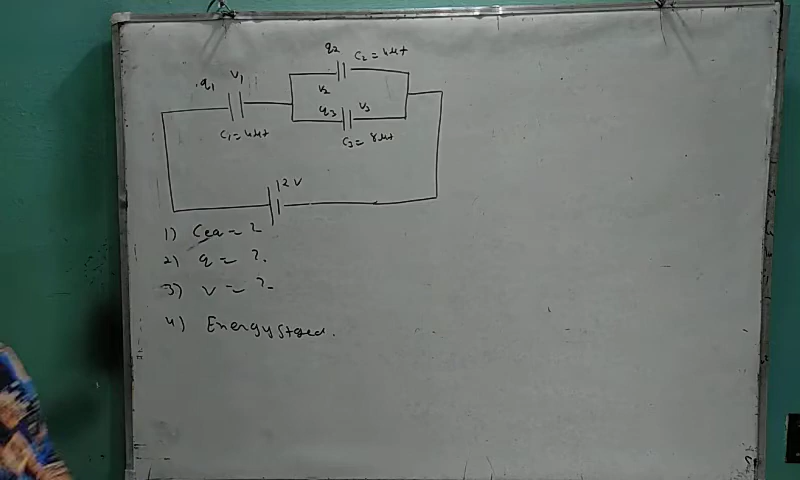 q2 C2 = 4μf
q1 V1
V2
q3 V3
C1 = 4μf
C3 = 8μf
12 V
1) Ceq = ?
2) q = ?.
3) V = ?
4) Energy Stored.